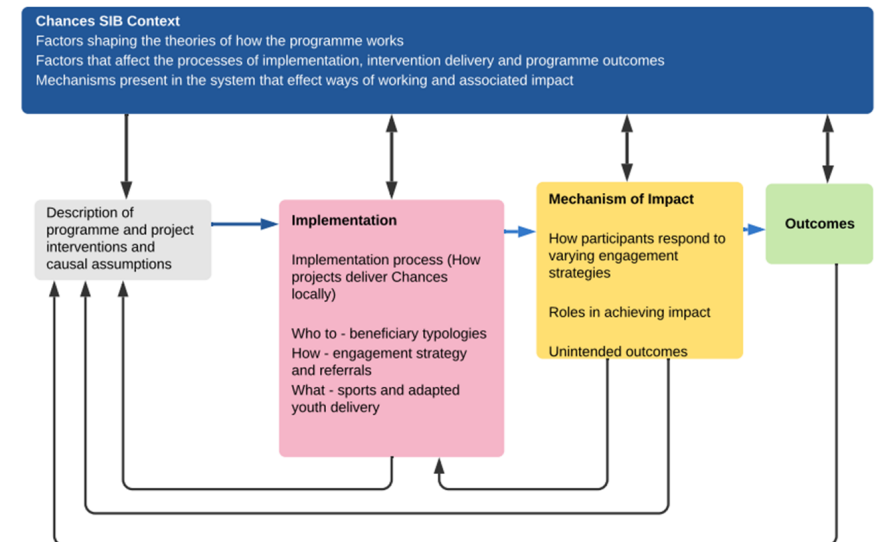 Chances SIB Context
Factors shaping the theories of how the programme works
Factors that affect the processes of implementation, intervention delivery and programme outcomes
Mechanisms present in the system that effect ways of working and associated impact
Description of
programme and project
interventions and
causal assumptions
Implementation
Implementation process (How
projects deliver Chances
locally)
Who to - beneficiary typologies
How - engagement strategy
and referrals
What - sports and adapted
youth delivery
Mechanism of Impact
How participants respond to
varying engagement
strategies
Roles in achieving impact
Unintended outcomes
Outcomes